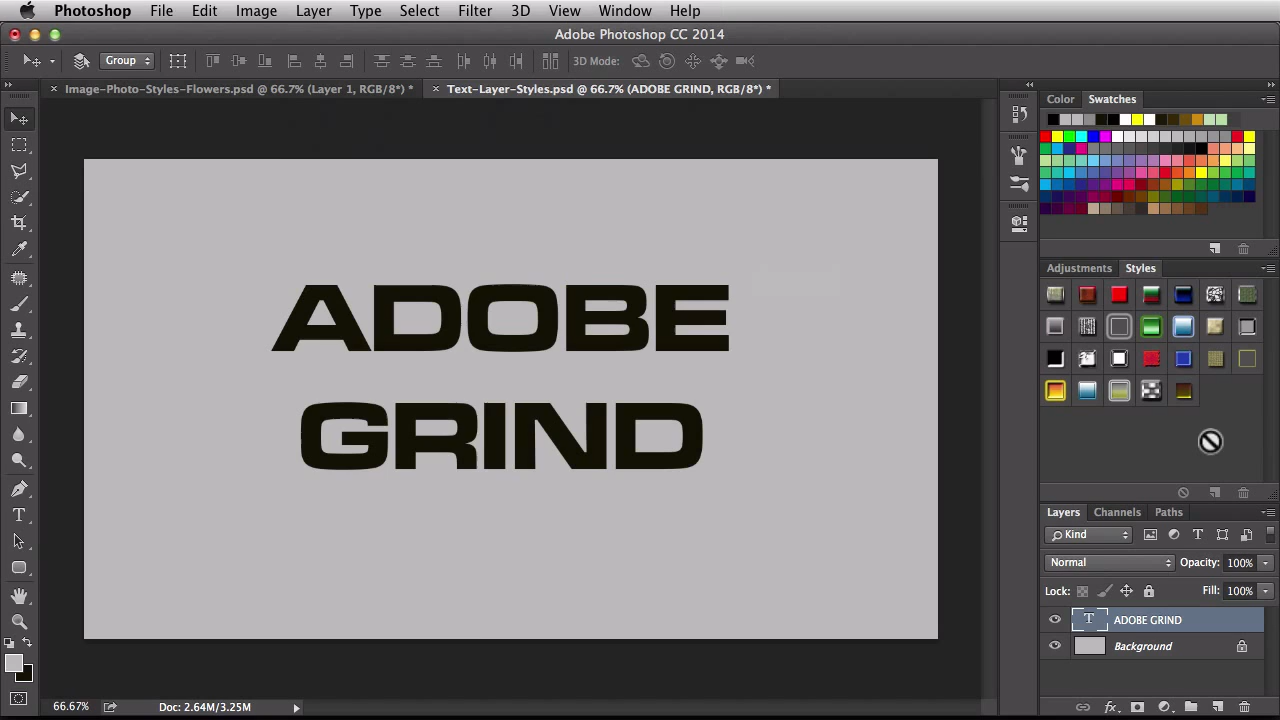 Photoshop File Edit Image Layer Type Select Filter 3D View Window Help
Adobe Photoshop CC 2014
Group 3D Mode:
Image-Photo-Styles-Flowers.psd @ 66.7% (Layer 1, RGB/8*) * Text-Layer-Styles.psd @ 66.7% (ADOBE GRIND, RGB/8*) *
Color Swatches
ADOBE
GRIND
Adjustments Styles
Layers Channels Paths
Kind
Normal Opacity: 100%
Lock: Fill: 100%
T ADOBE GRIND
Background
fx
66.67% Doc: 2.64M/3.25M